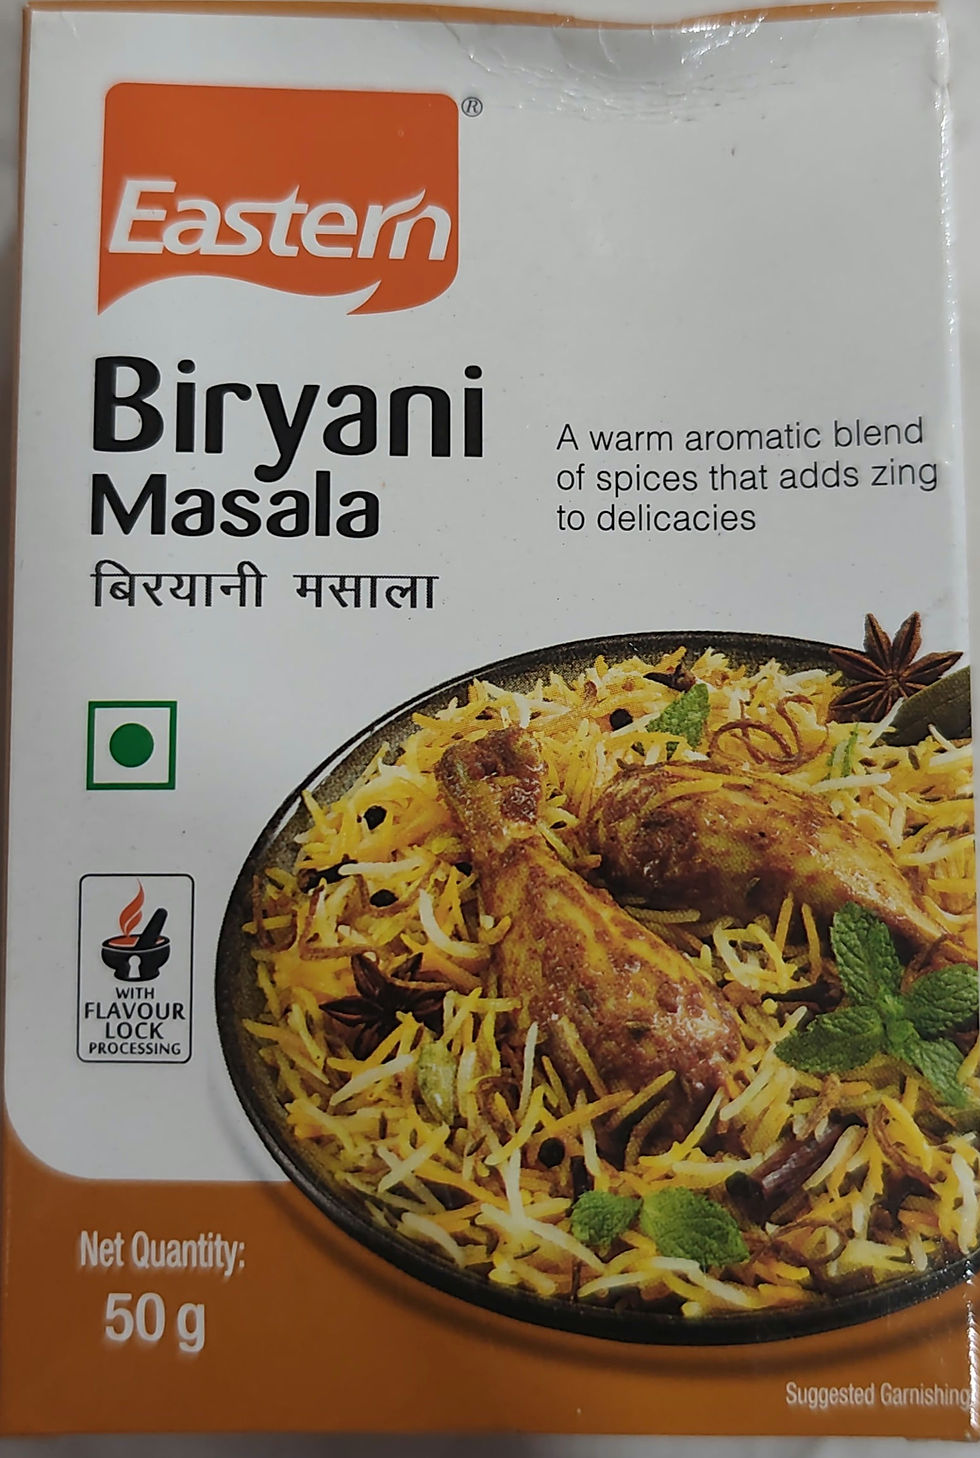 Eastern®
Biryani
Masala
बिरयानी मसाला
A warm aromatic blend
of spices that adds zing
to delicacies
WITH
FLAVOUR
LOCK
PROCESSING
Net Quantity:
50 g
Suggested Garnishing